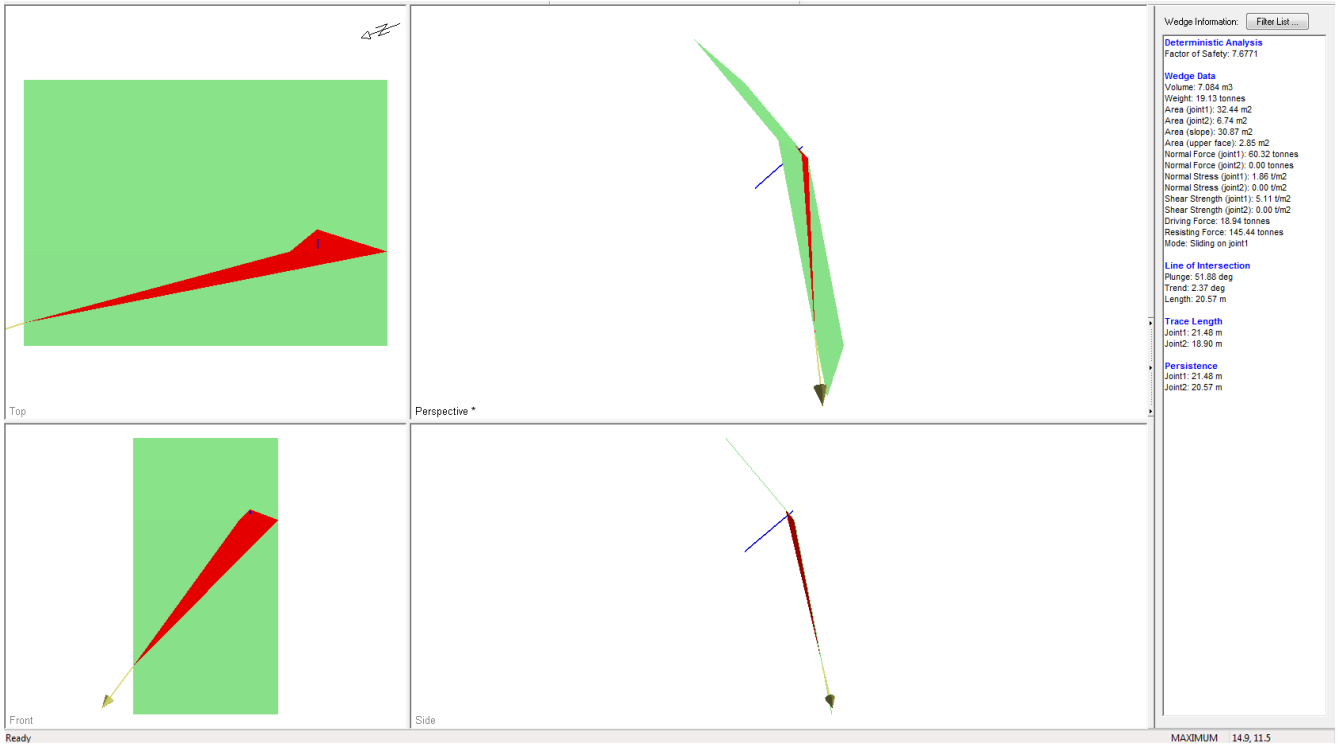 Wedge Information:
Filter List ...
Deterministic Analysis
Factor of Safety: 7.6771
Wedge Data
Volume: 7.084 m3
Weight: 19.13 tonnes
Area (joint1): 32.44 m2
Area (joint2): 6.74 m2
Area (slope): 30.87 m2
Area (upper face): 2.85 m2
Normal Force (joint1): 60.32 tonnes
Normal Force (joint2): 0.00 tonnes
Normal Stress (joint1): 1.86 t/m2
Normal Stress (joint2): 0.00 t/m2
Shear Strength (joint1): 5.11 t/m2
Shear Strength (joint2): 0.00 t/m2
Driving Force: 18.94 tonnes
Resisting Force: 145.44 tonnes
Mode: Sliding on joint1
Line of Intersection
Plunge: 51.88 deg
Trend: 2.37 deg
Length: 20.57 m
Trace Length
Joint1: 21.48 m
Joint2: 18.90 m
Persistence
Joint1: 21.48 m
Joint2: 20.57 m
N
Top
Perspective *
Front
Side
Ready
MAXIMUM
14.9, 11.5